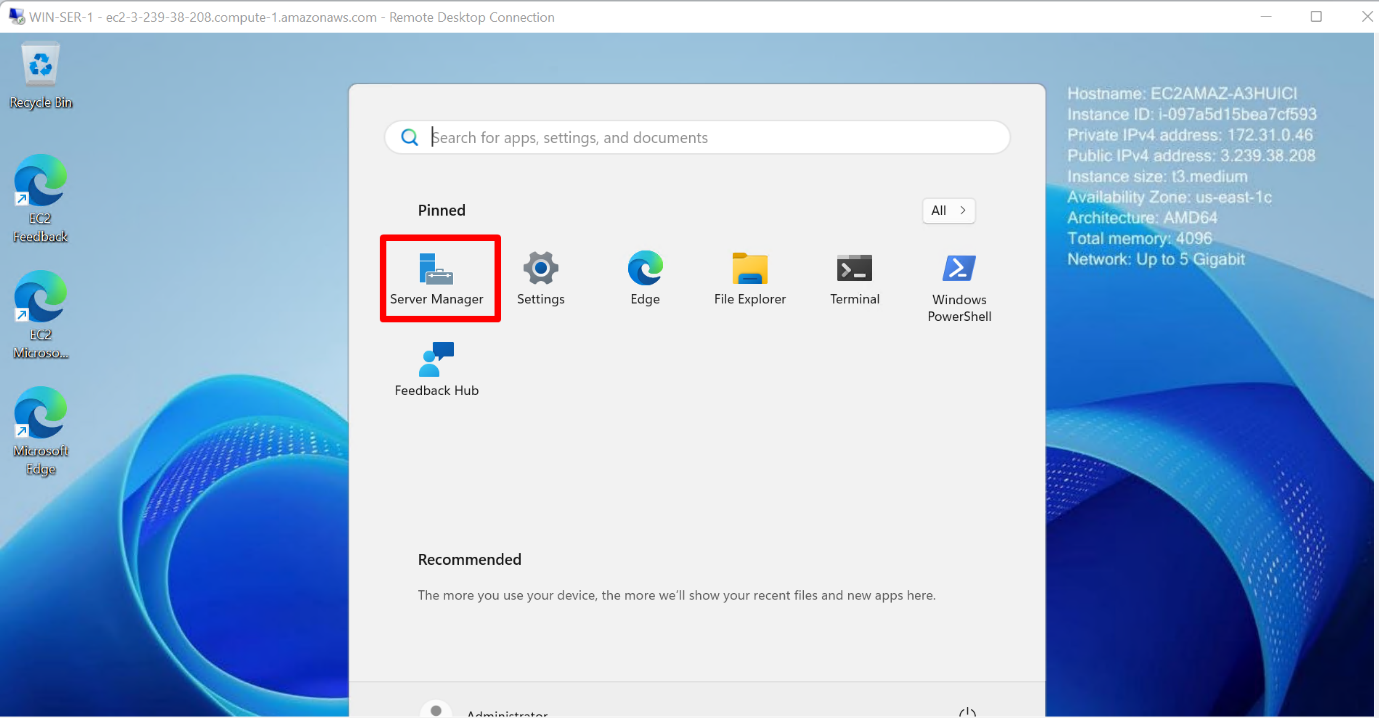 WIN-SER-1 - ec2-3-239-38-208.compute-1.amazonaws.com - Remote Desktop Connection
Recycle Bin
EC2
Feedback
EC2
Microso...
Microsoft
Edge
Search for apps, settings, and documents
Pinned
All
Server Manager
Settings
Edge
File Explorer
Terminal
Windows
PowerShell
Feedback Hub
Recommended
The more you use your device, the more we'll show your recent files and new apps here.
Administrator
Hostname: EC2AMAZ-A3HUICI
Instance ID: i-097a5d15bea7cf593
Private IPv4 address: 172.31.0.46
Public IPv4 address: 3.239.38.208
Instance size: t3.medium
Availability Zone: us-east-1c
Architecture: AMD64
Total memory: 4096
Network: Up to 5 Gigabit